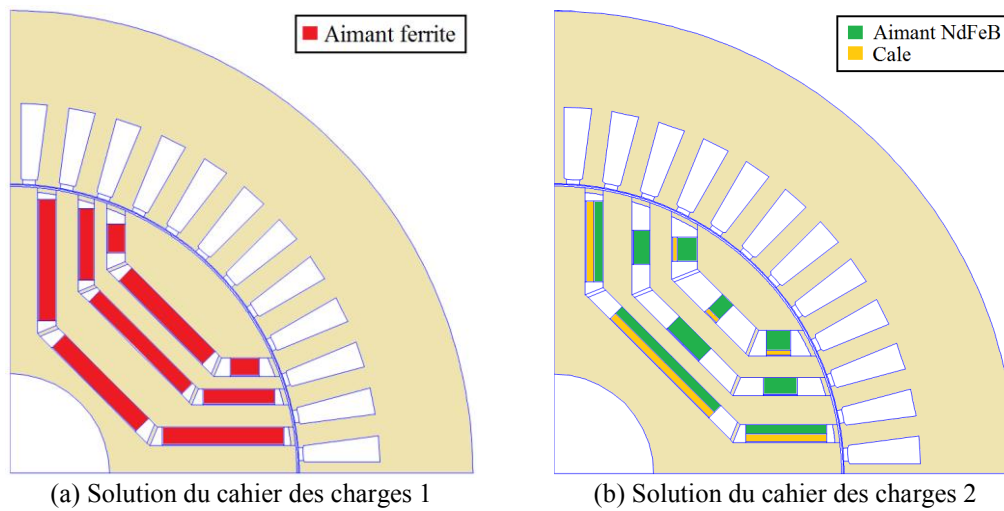 Aimant ferrite
Aimant NdFeB
Cale
(a) Solution du cahier des charges 1
(b) Solution du cahier des charges 2